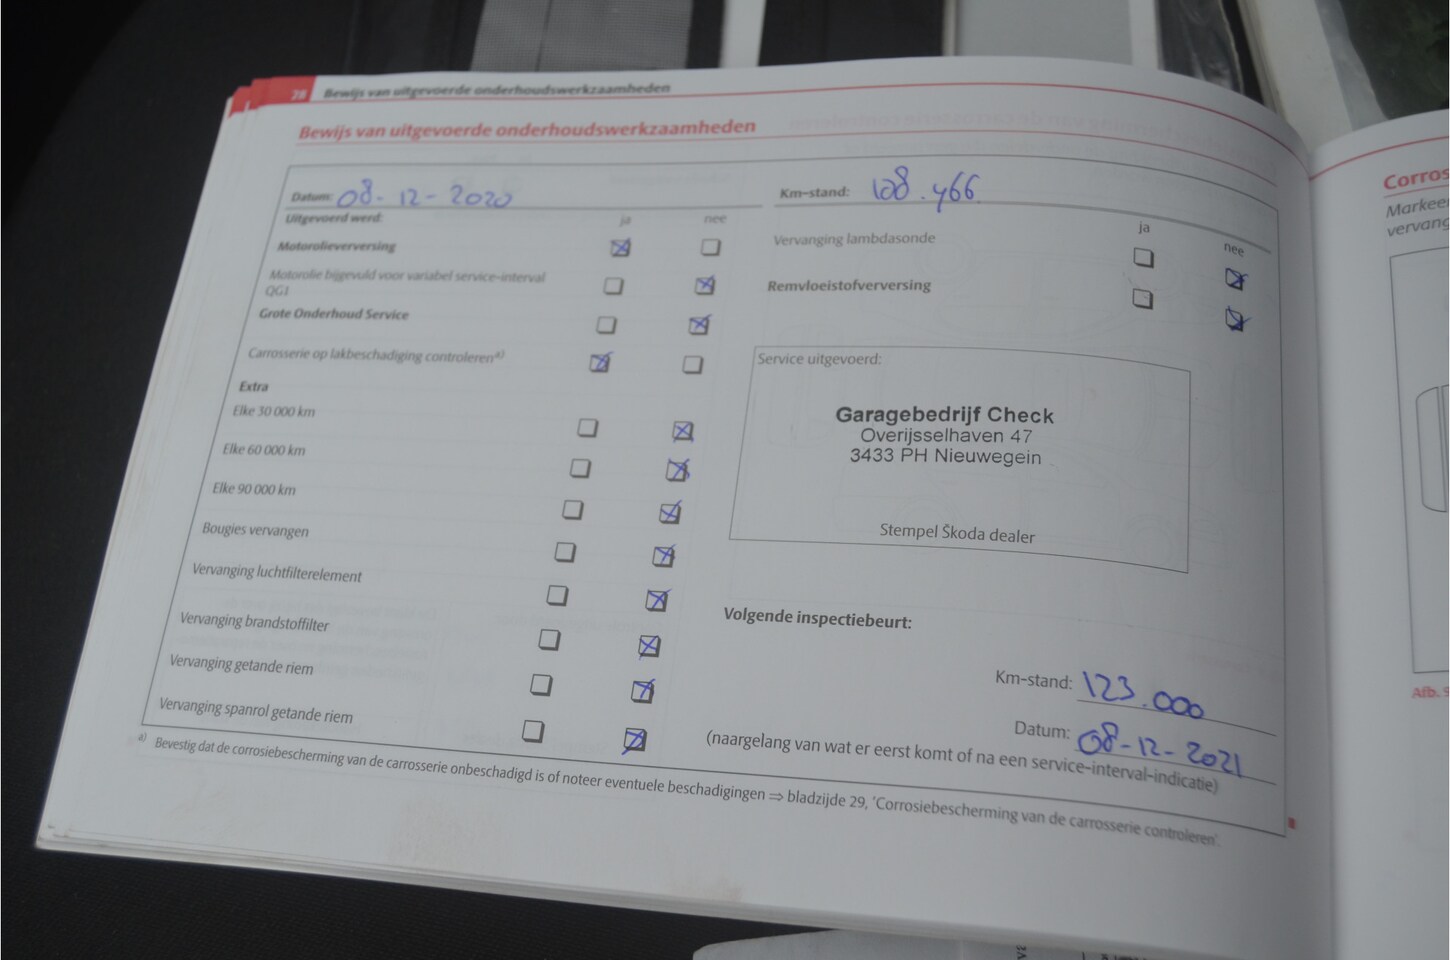 28 Bewijs van uitgevoerde onderhoudswerkzaamheden
Bewijs van uitgevoerde onderhoudswerkzaamheden
Datum: 08-12-2020
Uitgevoerd werd: ja nee
Motorolieverversing
Motorolie bijgevuld voor variabel service-interval
QG1
Grote Onderhoud Service
Carrosserie op lakbeschadiging controleren a)
Extra
Elke 30 000 km
Elke 60 000 km
Elke 90 000 km
Bougies vervangen
Vervanging luchtfilterelement
Vervanging brandstoffilter
Vervanging getande riem
Vervanging spanrol getande riem
Km-stand: 108.466
ja nee
Vervanging lambdasonde
Remvloeistofverversing
Service uitgevoerd:
Garagebedrijf Check
Overijsselhaven 47
3433 PH Nieuwegein
Stempel Škoda dealer
Volgende inspectiebeurt:
Km-stand: 123.000
Datum: 08-12-2021
(naargelang van wat er eerst komt of na een service-interval-indicatie)
a) Bevestig dat de corrosiebescherming van de carrosserie onbeschadigd is of noteer eventuele beschadigingen ⇒ bladzijde 29, "Corrosiebescherming van de carrosserie controleren".
Corros
Markeer
vervang
Afb. 9